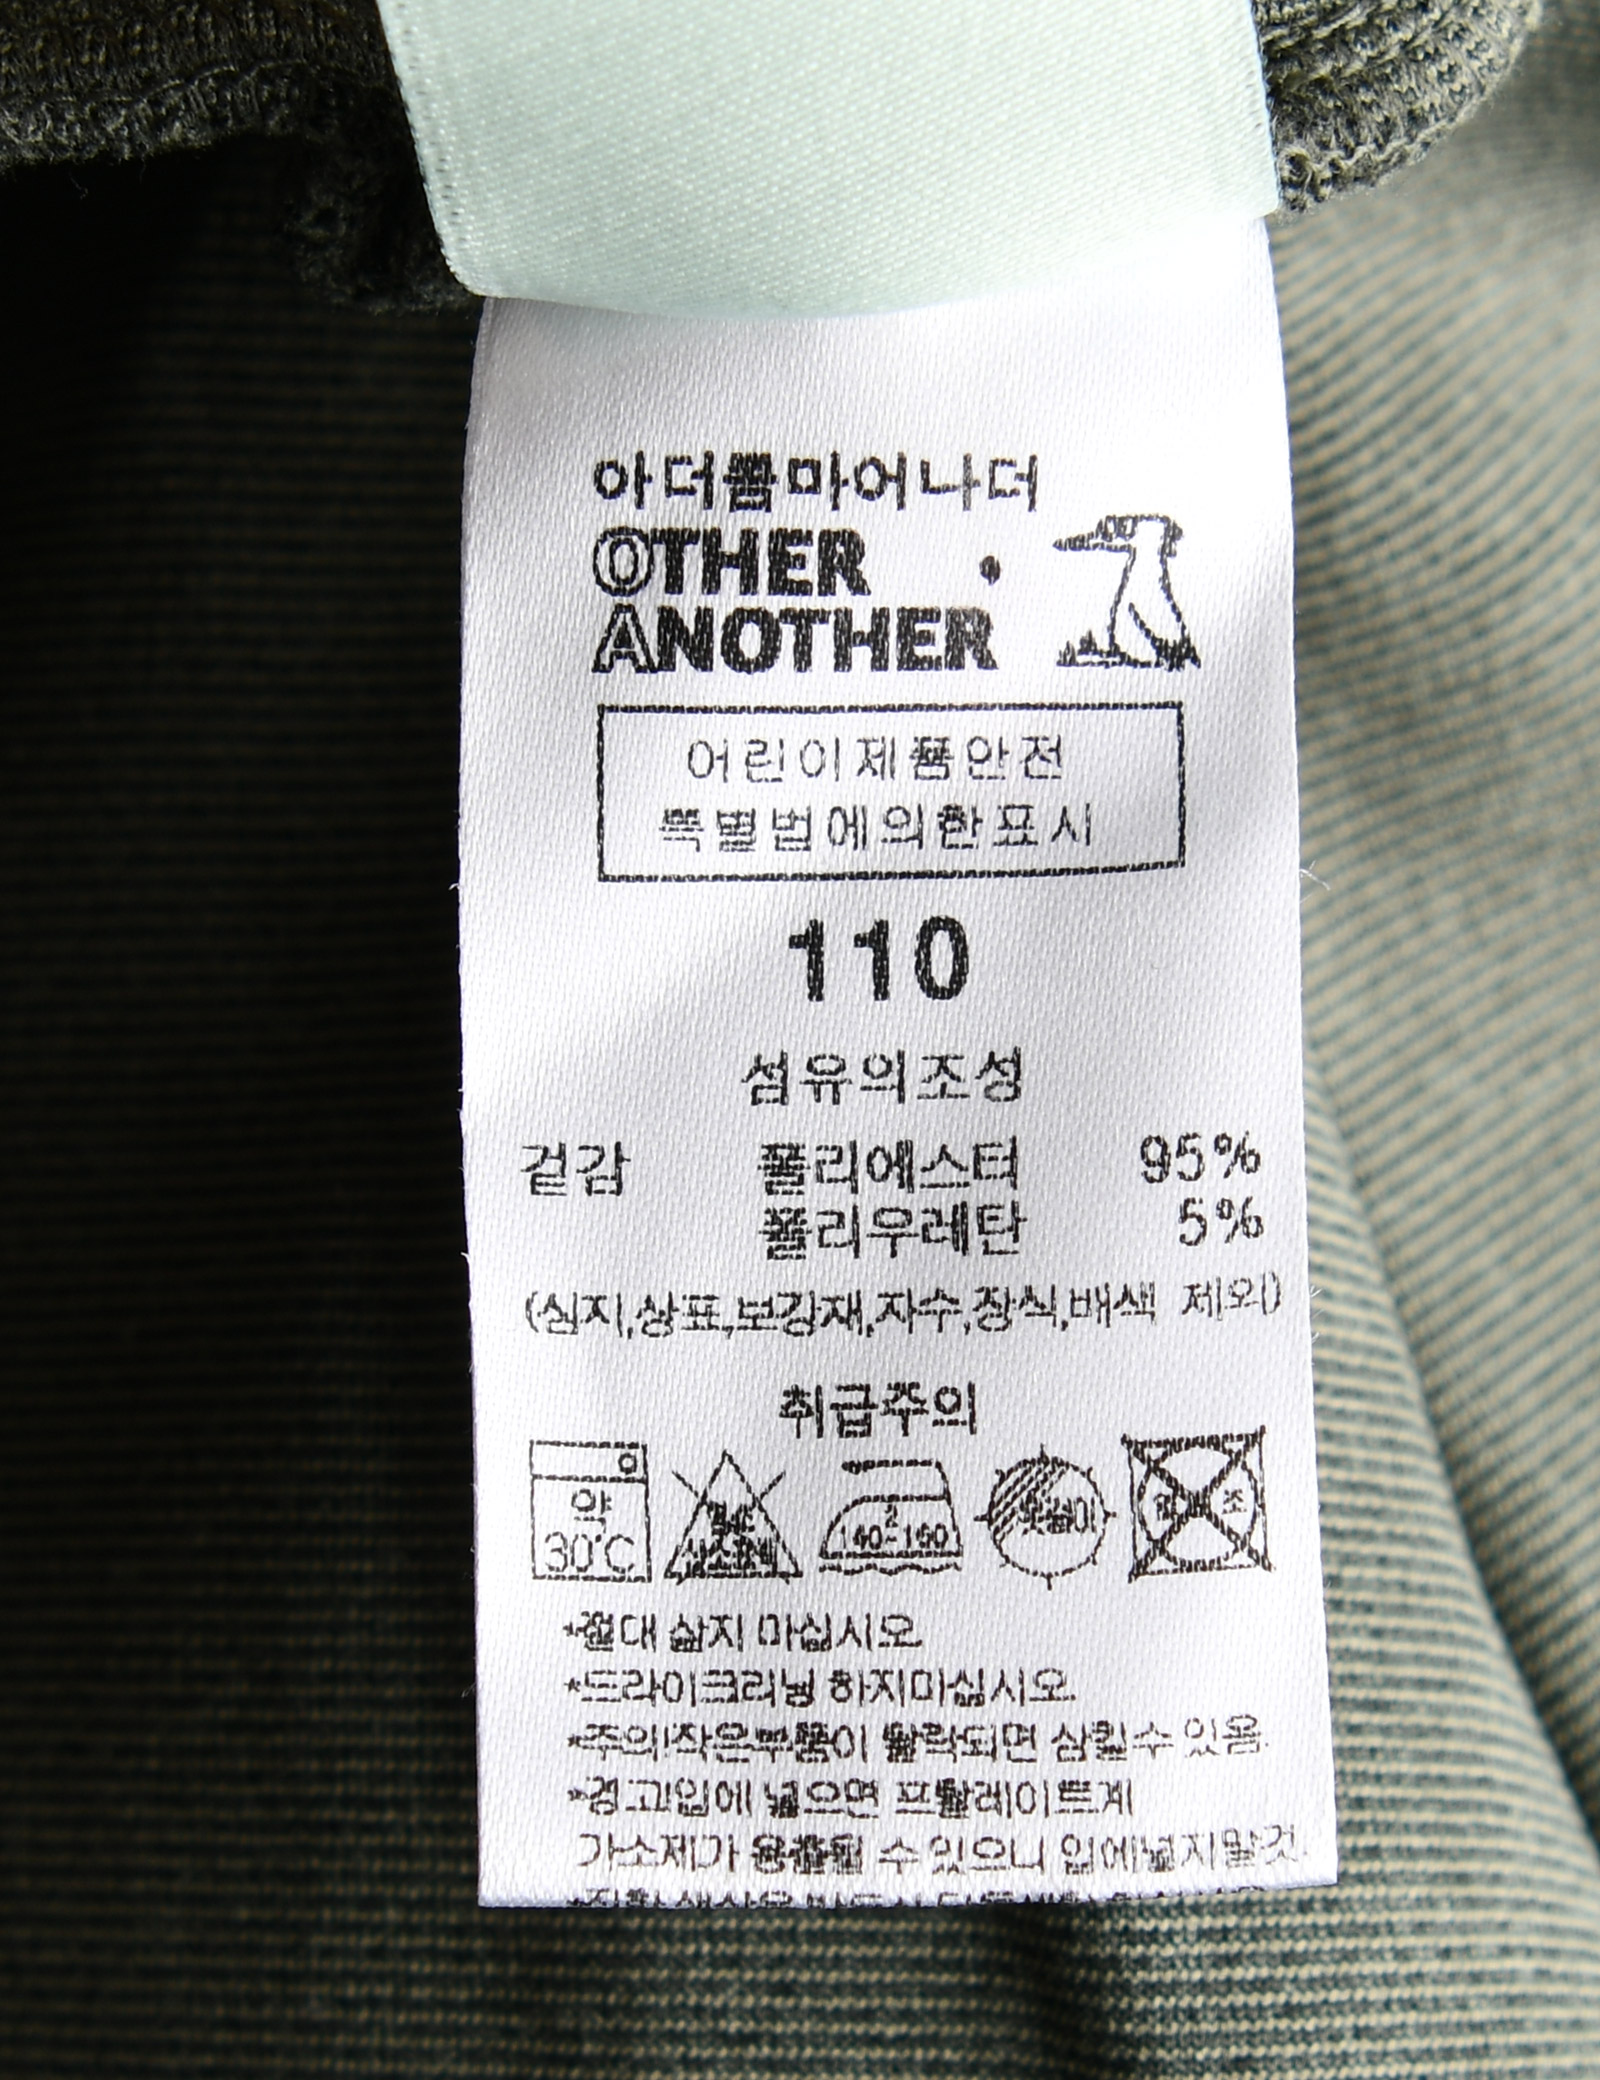 아더콤마어나더
OTHER
ANOTHER
어린이제품안전
특별법에의한표시
110
섬유의조성
겉감 폴리에스터 95%
폴리우레탄 5%
(심지,상표,보강재,자수,장식,배색 제외)
취급주의
약 30℃
2 140-160 옷걸이
*절대 삶지 마십시오.
*드라이크리닝 하지마십시오.
*주의!작은부품이 탈락되면 삼킬수 있음.
*경고!입에 넣으면 프탈레이트계
가소제가 용출될 수있으니 입에넣지말것.